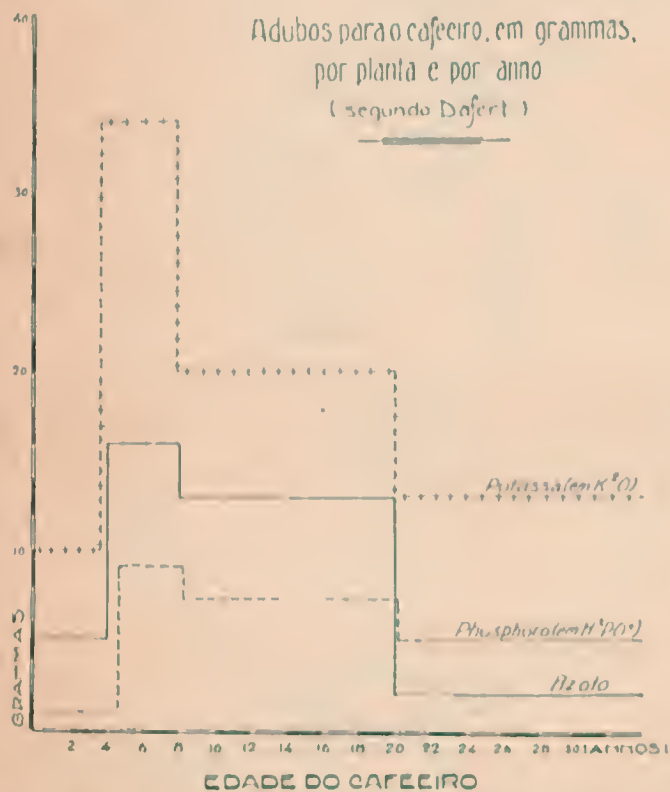 Adubos para o cafeeiro, em grammas,
por planta e por anno
(segundo Dafert)
40
30
20
10
GRAMMAS
Potassa (em K²O)
Phosphoro (em H³PO⁴)
Azoto
2 4 6 8 10 12 14 16 18 20 22 24 26 28 30 (ANNOS)
EDADE DO CAFEEIRO